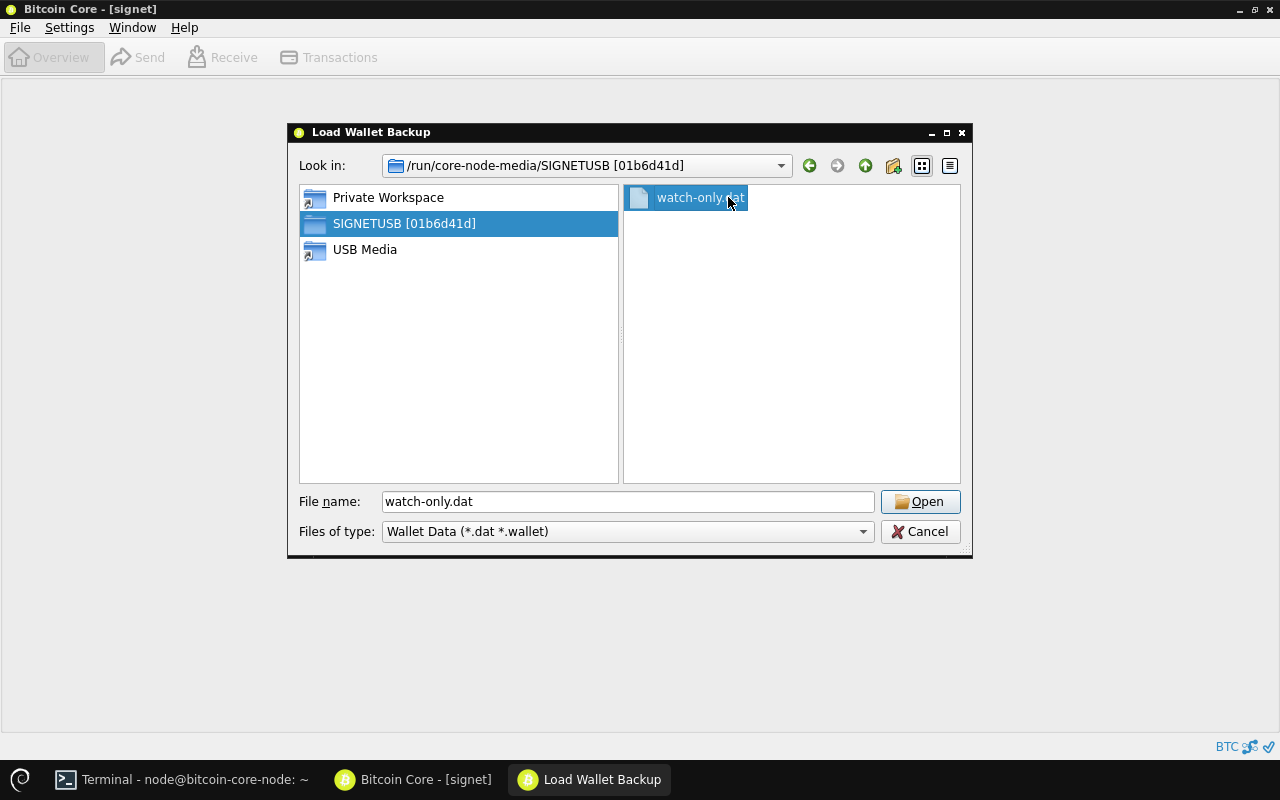 Bitcoin Core - [signet]
File Settings Window Help
Overview Send Receive Transactions
Load Wallet Backup
Look in: /run/core-node-media/SIGNETUSB [01b6d41d]
Private Workspace
SIGNETUSB [01b6d41d]
USB Media
watch-only.dat
File name: watch-only.dat Open
Files of type: Wallet Data (*.dat *.wallet) Cancel
BTC
Terminal - node@bitcoin-core-node: ~ Bitcoin Core - [signet] Load Wallet Backup